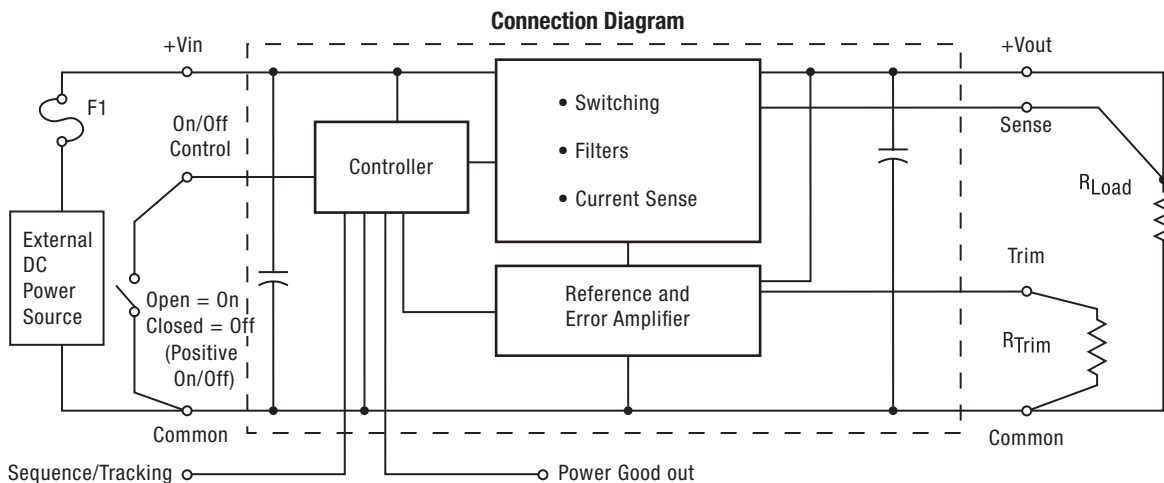 Connection Diagram
+Vin
+Vout
F1
On/Off
Control
Controller
• Switching
• Filters
• Current Sense
Sense
RLoad
External
DC
Power
Source
Open = On
Closed = Off
(Positive
On/Off)
Reference and
Error Amplifier
Trim
RTrim
Common
Common
Sequence/Tracking
Power Good out